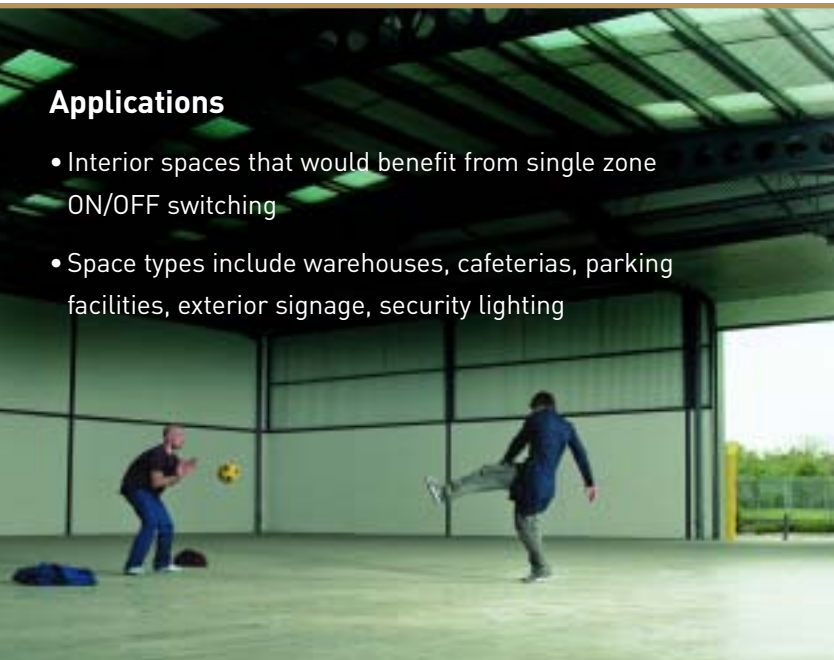 Applications
• Interior spaces that would benefit from single zone
ON/OFF switching
• Space types include warehouses, cafeterias, parking
facilities, exterior signage, security lighting